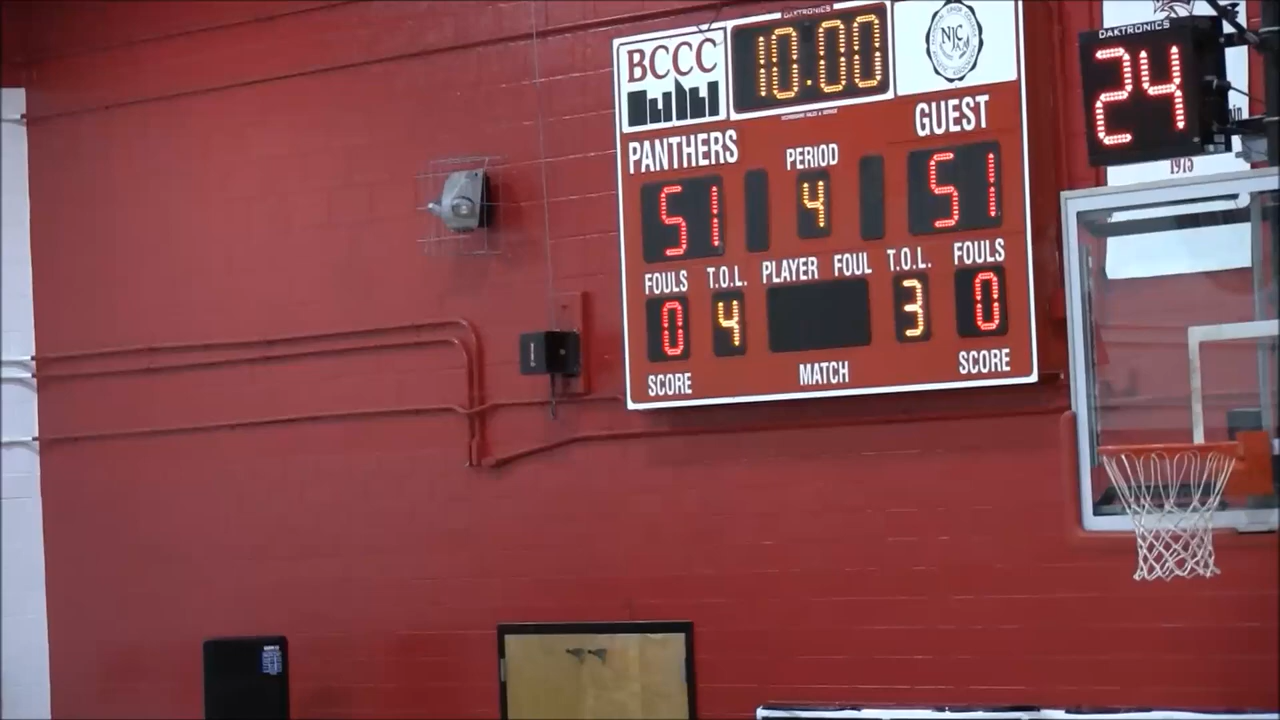 DAKTRONICS
BCCC
10:00
NJCAA
DAKTRONICS
24
PANTHERS
PERIOD
GUEST
51
4
51
1975
FOULS T.O.L. PLAYER FOUL T.O.L. FOULS
0 4 3 0
SCORE MATCH SCORE